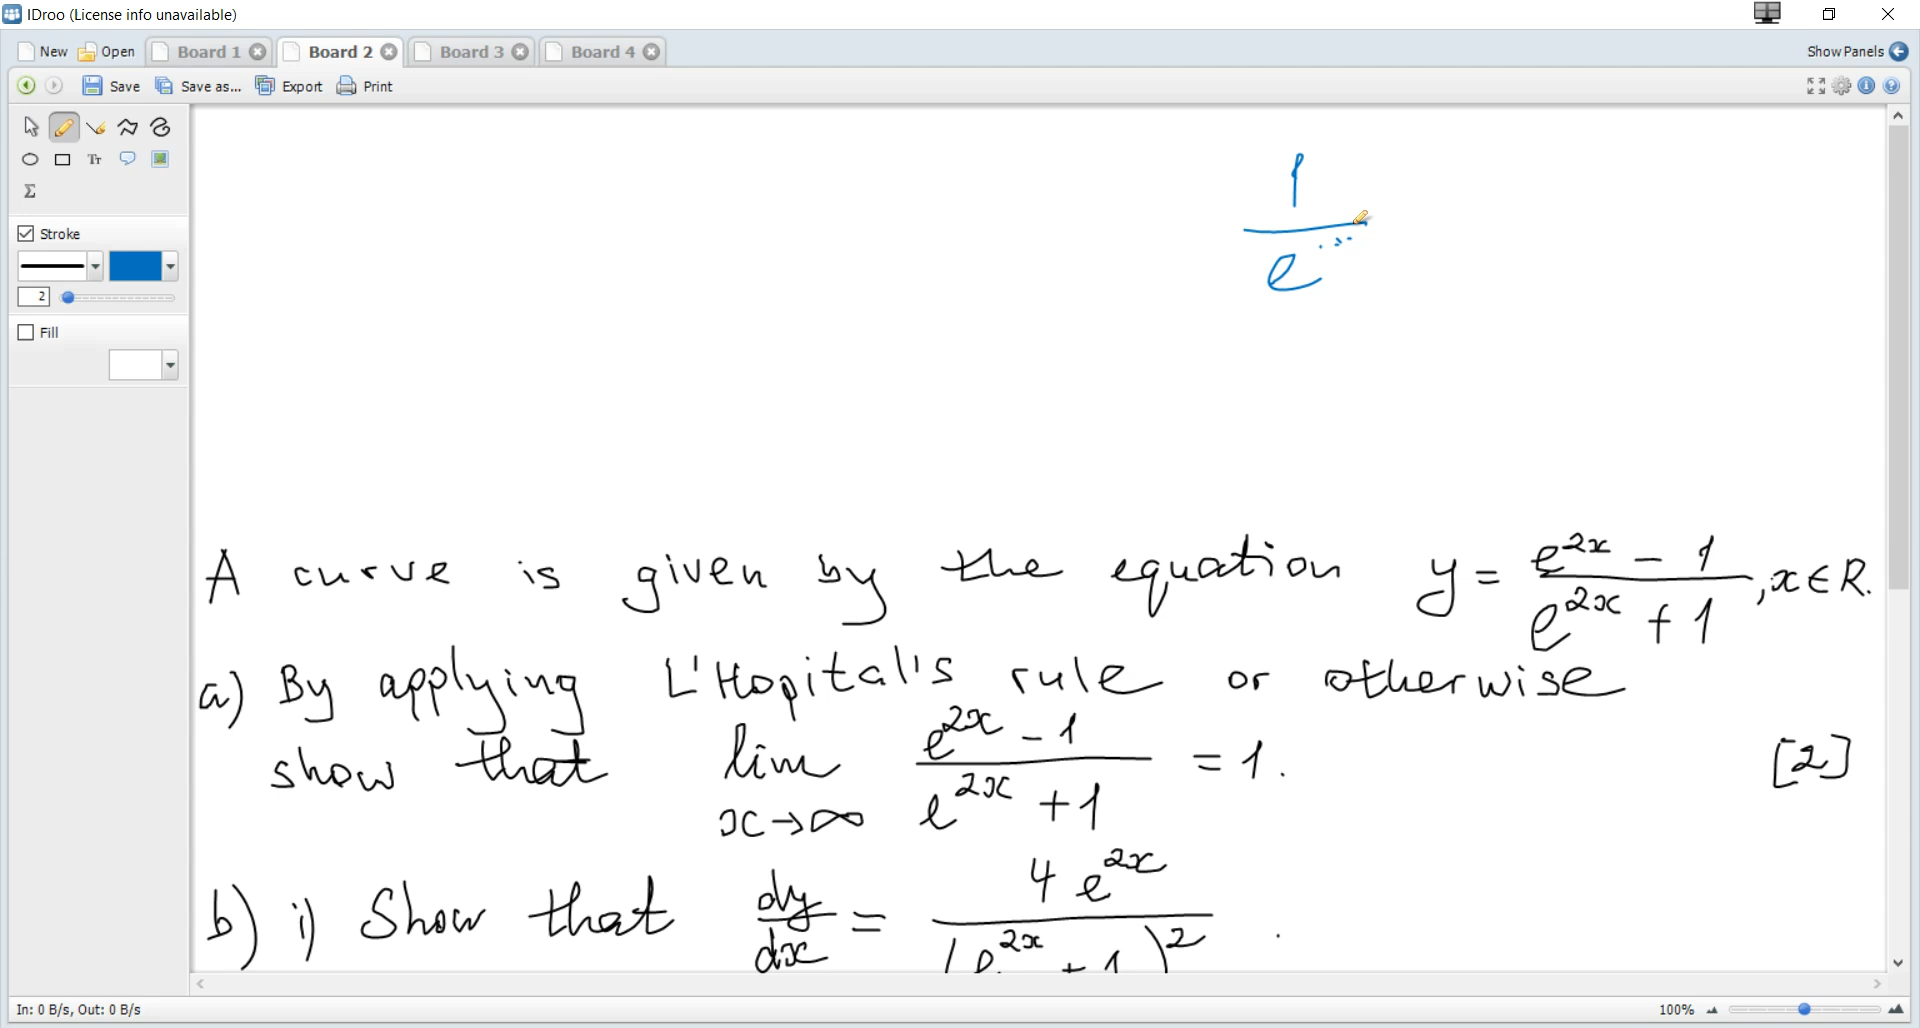 IDroo (License info unavailable)
New Open Board 1 Board 2 Board 3 Board 4 Show Panels
Save Save as... Export Print
Tт
Σ
Stroke
2
Fill
1
e
A curve is given by the equation y = e^2x - 1 / e^2x + 1, x ∈ R.
a) By applying L'Hopital's rule or otherwise
show that lim x→∞ e^2x - 1 / e^2x + 1 = 1. [2]
b) i) Show that dy/dx = 4 e^2x / (e^2x + 1)^2 .
In: 0 B/s, Out: 0 B/s 100%